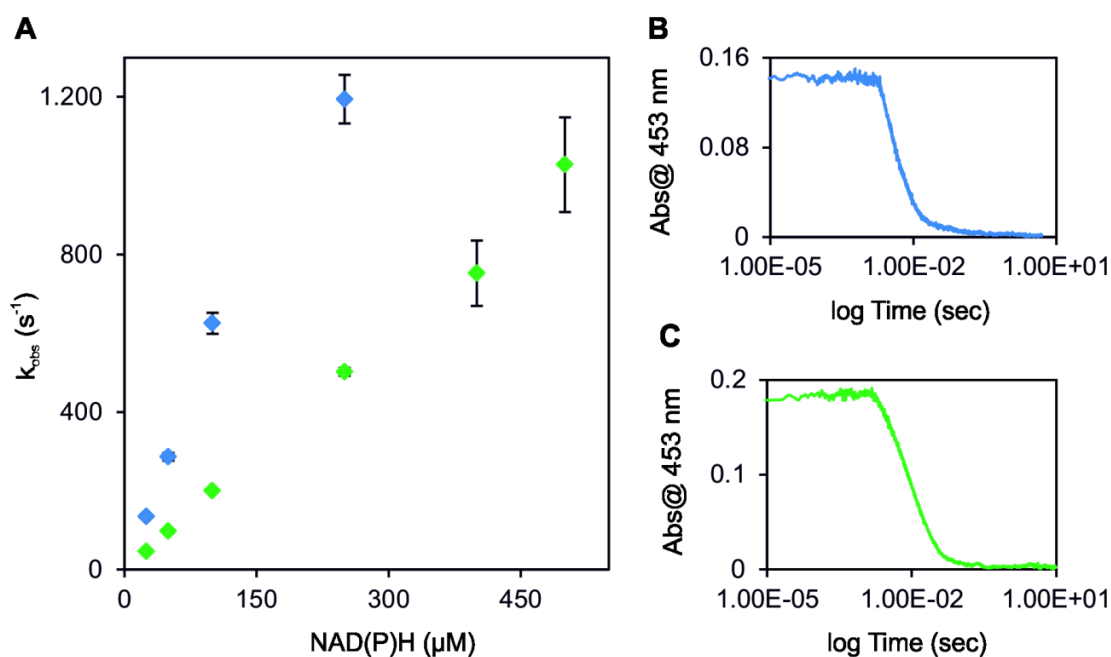 A
k obs (s-1)
1.200
800
400
0
0 150 300 450
NAD(P)H (µM)
B
Abs@ 453 nm
0.16
0.08
0
1.00E-05 1.00E-02 1.00E+01
log Time (sec)
C
Abs@ 453 nm
0.2
0.1
0
1.00E-05 1.00E-02 1.00E+01
log Time (sec)